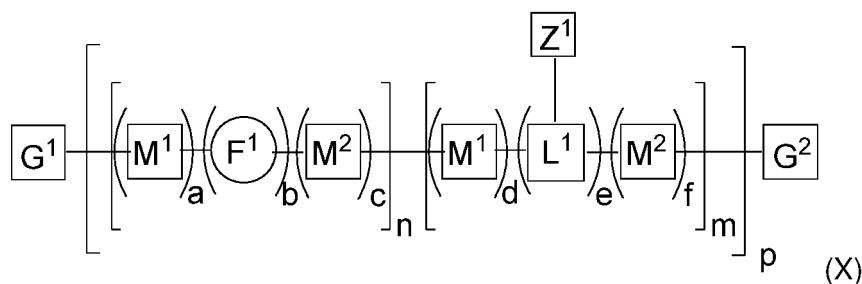 Z¹
G¹ [ [ (M¹)a (F¹)b (M²)c ]n [ (M¹)d (L¹)e (M²)f ]m ]p G²
(X)